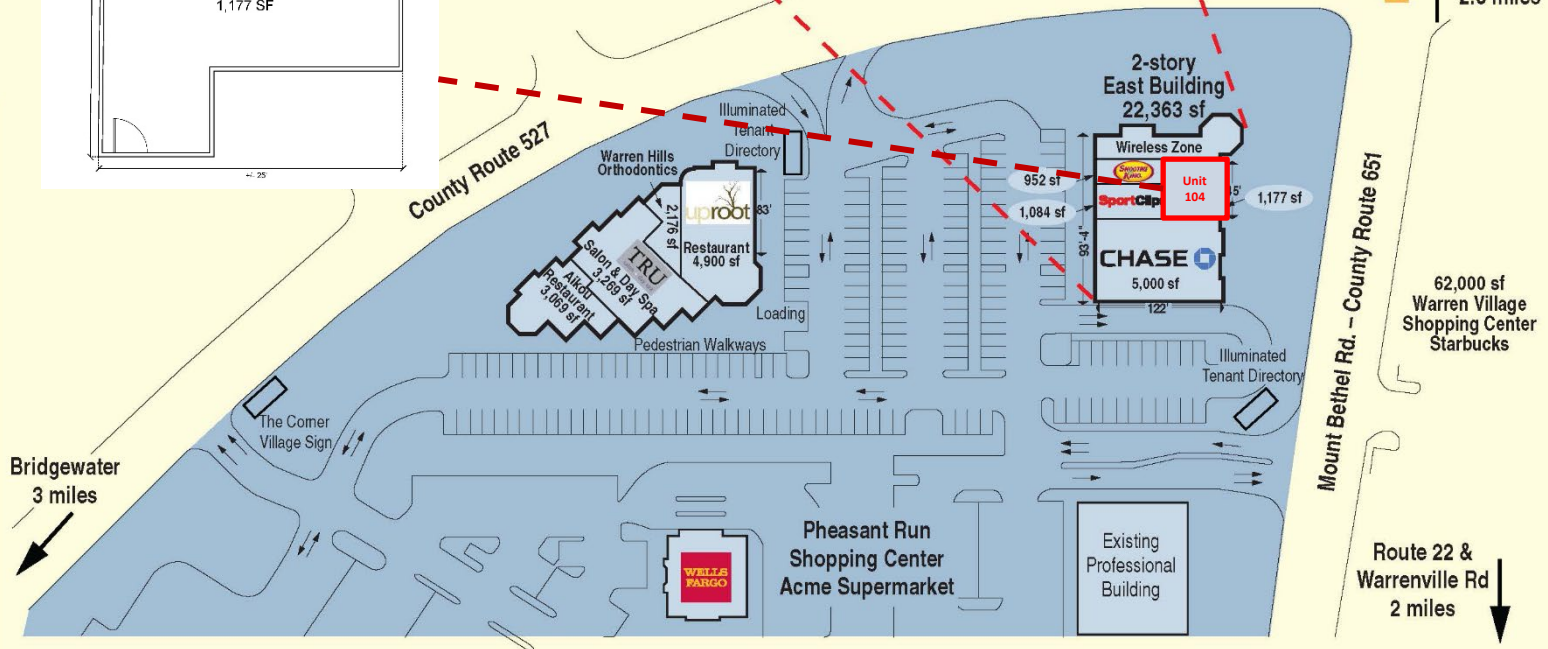 1,177 SF
+/- 25'
2-story
East Building
22,363 sf
Illuminated
Tenant
Directory
County Route 527
Warren Hills
Orthodontics
2,176 sf
uproot
Restaurant
4,900 sf
83'
TRU
Salon & Day Spa
3,269 sf
Aikou
Restaurant
3,069 sf
Loading
Pedestrian Walkways
Wireless Zone
SMOOTHIE
KING
952 sf
SportClips
1,084 sf
Unit
104
1,177 sf
93'-4"
CHASE
5,000 sf
122'
Mount Bethel Rd. – County Route 651
62,000 sf
Warren Village
Shopping Center
Starbucks
Illuminated
Tenant Directory
The Corner
Village Sign
Bridgewater
3 miles
WELLS
FARGO
Pheasant Run
Shopping Center
Acme Supermarket
Existing
Professional
Building
Route 22 &
Warrenville Rd
2 miles